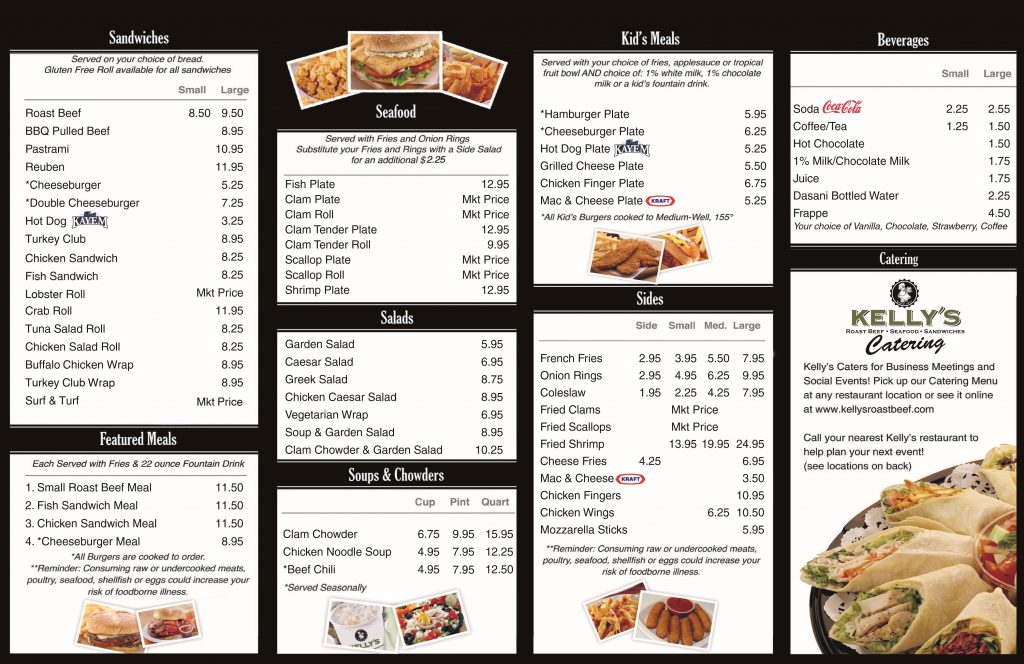 Sandwiches
Served on your choice of bread.
Gluten Free Roll available for all sandwiches
Small Large
Roast Beef 8.50 9.50
BBQ Pulled Beef 8.95
Pastrami 10.95
Reuben 11.95
*Cheeseburger 5.25
*Double Cheeseburger 7.25
Hot Dog KAYEM 3.25
Turkey Club 8.95
Chicken Sandwich 8.25
Fish Sandwich 8.25
Lobster Roll Mkt Price
Crab Roll 11.95
Tuna Salad Roll 8.25
Chicken Salad Roll 8.25
Buffalo Chicken Wrap 8.95
Turkey Club Wrap 8.95
Surf & Turf Mkt Price
Featured Meals
Each Served with Fries & 22 ounce Fountain Drink
1. Small Roast Beef Meal 11.50
2. Fish Sandwich Meal 11.50
3. Chicken Sandwich Meal 11.50
4. *Cheeseburger Meal 8.95
*All Burgers are cooked to order.
**Reminder: Consuming raw or undercooked meats,
poultry, seafood, shellfish or eggs could increase your
risk of foodborne illness.
Seafood
Served with Fries and Onion Rings
Substitute your Fries and Rings with a Side Salad
for an additional $2.25
Fish Plate 12.95
Clam Plate Mkt Price
Clam Roll Mkt Price
Clam Tender Plate 12.95
Clam Tender Roll 9.95
Scallop Plate Mkt Price
Scallop Roll Mkt Price
Shrimp Plate 12.95
Salads
Garden Salad 5.95
Caesar Salad 6.95
Greek Salad 8.75
Chicken Caesar Salad 8.95
Vegetarian Wrap 6.95
Soup & Garden Salad 8.95
Clam Chowder & Garden Salad 10.25
Soups & Chowders
Cup Pint Quart
Clam Chowder 6.75 9.95 15.95
Chicken Noodle Soup 4.95 7.95 12.25
*Beef Chili 4.95 7.95 12.50
*Served Seasonally
KELLY'S
Kid's Meals
Served with your choice of fries, applesauce or tropical
fruit bowl AND choice of: 1% white milk, 1% chocolate
milk or a kid's fountain drink.
*Hamburger Plate 5.95
*Cheeseburger Plate 6.25
Hot Dog Plate KAYEM 5.25
Grilled Cheese Plate 5.50
Chicken Finger Plate 6.75
Mac & Cheese Plate KRAFT 5.25
*All Kid's Burgers cooked to Medium-Well, 155°
Sides
Side Small Med. Large
French Fries 2.95 3.95 5.50 7.95
Onion Rings 2.95 4.95 6.25 9.95
Coleslaw 1.95 2.25 4.25 7.95
Fried Clams Mkt Price
Fried Scallops Mkt Price
Fried Shrimp 13.95 19.95 24.95
Cheese Fries 4.25 6.95
Mac & Cheese KRAFT 3.50
Chicken Fingers 10.95
Chicken Wings 6.25 10.50
Mozzarella Sticks 5.95
**Reminder: Consuming raw or undercooked meats,
poultry, seafood, shellfish or eggs could increase your
risk of foodborne illness.
Beverages
Small Large
Soda Coca-Cola 2.25 2.55
Coffee/Tea 1.25 1.50
Hot Chocolate 1.50
1% Milk/Chocolate Milk 1.75
Juice 1.75
Dasani Bottled Water 2.25
Frappe 4.50
Your choice of Vanilla, Chocolate, Strawberry, Coffee
Catering
KELLY'S
ROAST BEEF • SEAFOOD • SANDWICHES
Catering
Kelly's Caters for Business Meetings and
Social Events! Pick up our Catering Menu
at any restaurant location or see it online
at www.kellysroastbeef.com
Call your nearest Kelly's restaurant to
help plan your next event!
(see locations on back)